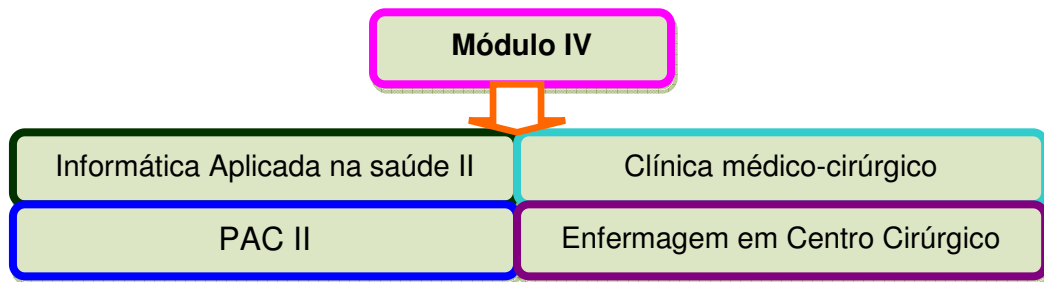 Módulo IV
Informática Aplicada na saúde II
Clínica médico-cirúrgico
PAC II
Enfermagem em Centro Cirúrgico